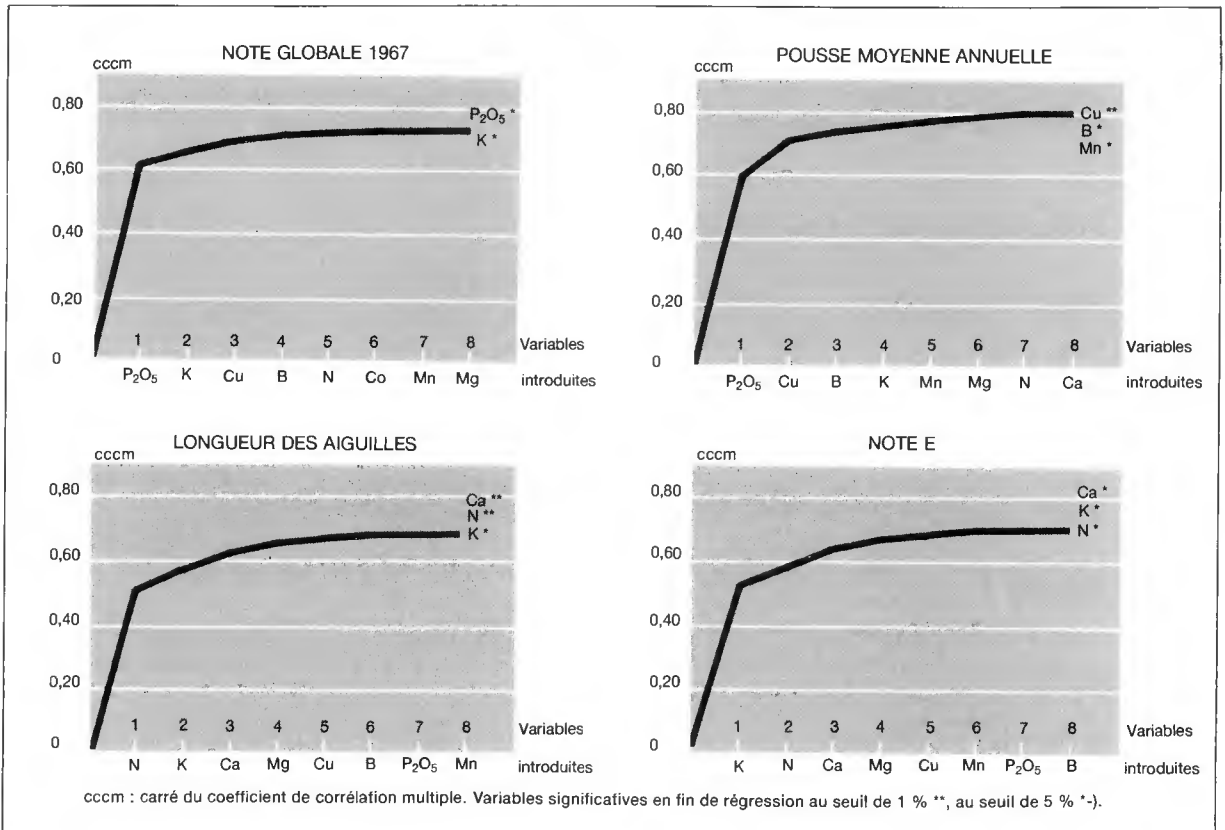 NOTE GLOBALE 1967
cccm
0,80
0,60
0,40
0,20
0
P₂O₅ *
K *
1 2 3 4 5 6 7 8 Variables
P₂O₅ K Cu B N Co Mn Mg introduites
POUSSE MOYENNE ANNUELLE
cccm
0,80
0,60
0,40
0,20
0
Cu **
B *
Mn *
1 2 3 4 5 6 7 8 Variables
P₂O₅ Cu B K Mn Mg N Ca introduites
LONGUEUR DES AIGUILLES
cccm
0,80
0,60
0,40
0,20
0
Ca **
N **
K *
1 2 3 4 5 6 7 8 Variables
N K Ca Mg Cu B P₂O₅ Mn introduites
NOTE E
cccm
0,80
0,60
0,40
0,20
0
Ca *
K *
N *
1 2 3 4 5 6 7 8 Variables
K N Ca Mg Cu Mn P₂O₅ B introduites
cccm : carré du coefficient de corrélation multiple. Variables significatives en fin de régression au seuil de 1 % **, au seuil de 5 % *-).